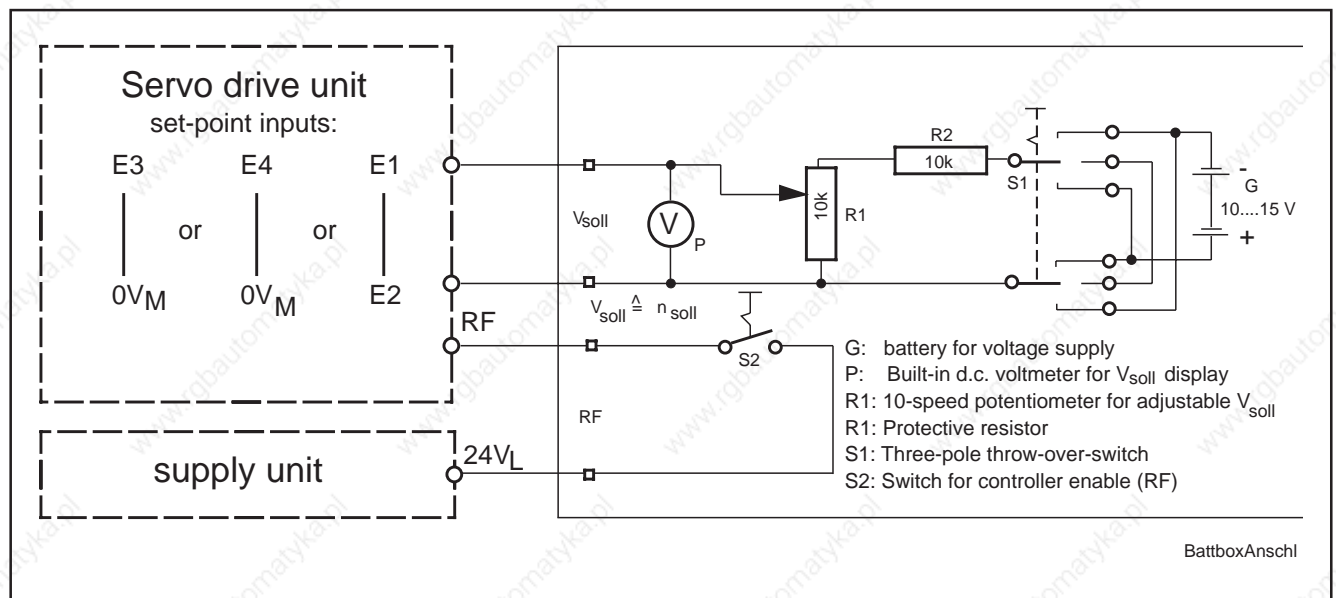 Servo drive unit
set-point inputs:
E3 E4 E1
or or
0VM 0VM E2
RF
supply unit
24VL
Vsoll
V
P
Vsoll ≙ nsoll
RF
10k
R1
R2
10k
S1
S2
-
G
10....15 V
+
G: battery for voltage supply
P: Built-in d.c. voltmeter for Vsoll display
R1: 10-speed potentiometer for adjustable Vsoll
R1: Protective resistor
S1: Three-pole throw-over-switch
S2: Switch for controller enable (RF)
BattboxAnschl
www.rgbautomatyka.pl